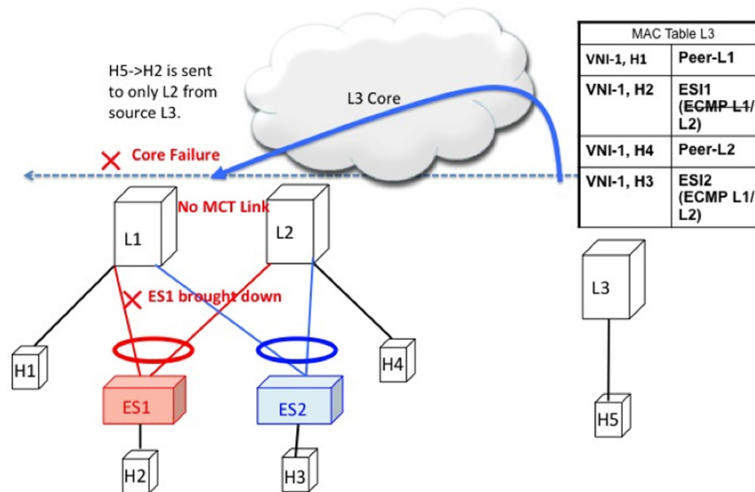 MAC Table L3
VNI-1, H1 Peer-L1
VNI-1, H2 ESI1
(ECMP L1/
L2)
VNI-1, H4 Peer-L2
VNI-1, H3 ESI2
(ECMP L1/
L2)
H5->H2 is sent
to only L2 from
source L3.
L3 Core
Core Failure
No MCT Link
L1
L2
L3
ES1 brought down
H1
H4
ES1
ES2
H5
H2
H3